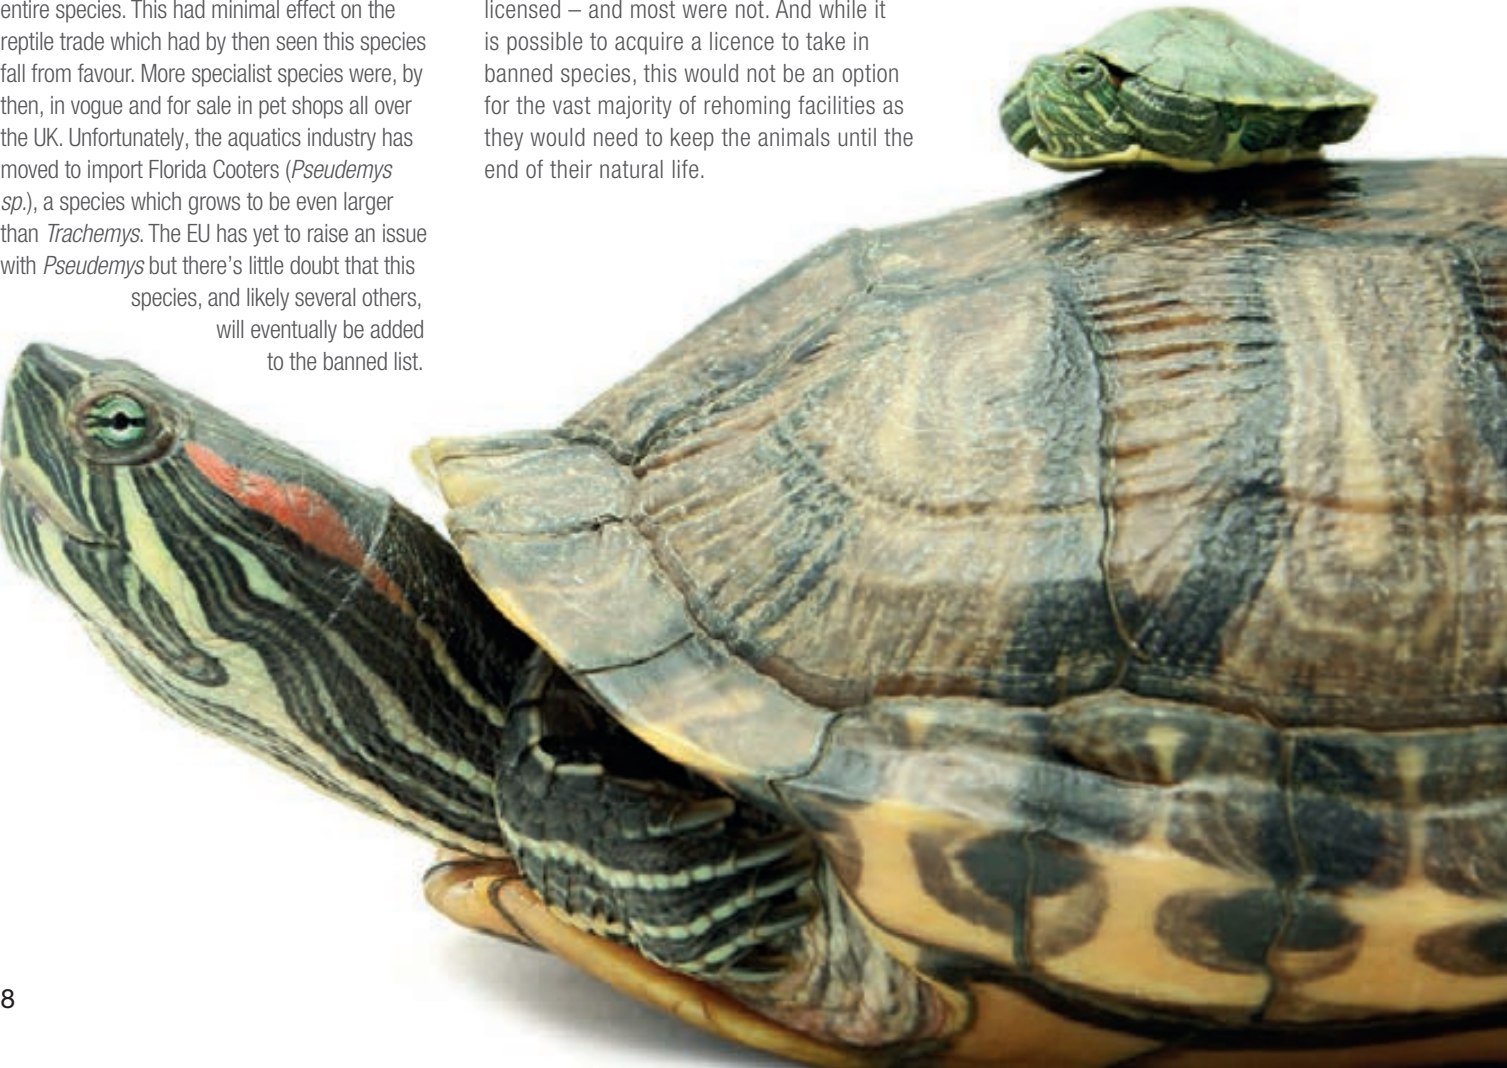 entire species. This had minimal effect on the
reptile trade which had by then seen this species
fall from favour. More specialist species were, by
then, in vogue and for sale in pet shops all over
the UK. Unfortunately, the aquatics industry has
moved to import Florida Cooters (Pseudemys
sp.), a species which grows to be even larger
than Trachemys. The EU has yet to raise an issue
with Pseudemys but there’s little doubt that this
species, and likely several others,
will eventually be added
to the banned list.
licensed – and most were not. And while it
is possible to acquire a licence to take in
banned species, this would not be an option
for the vast majority of rehoming facilities as
they would need to keep the animals until the
end of their natural life.
8